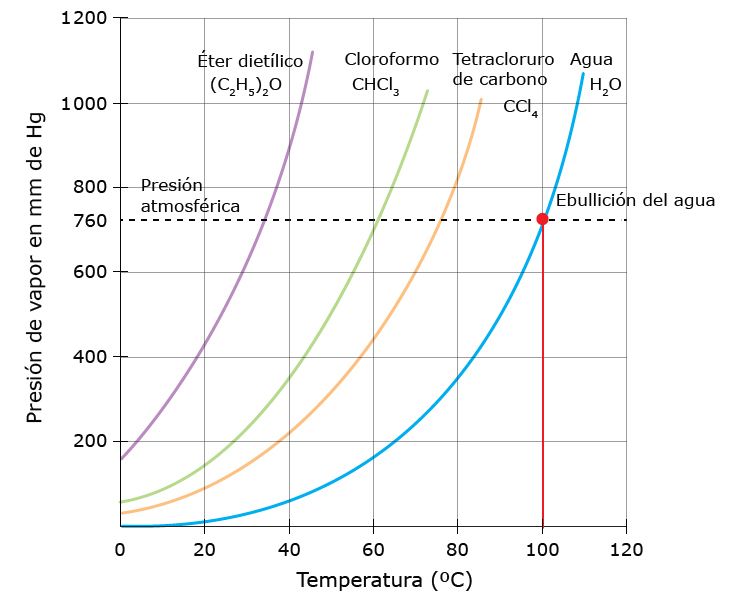 1200
1000
800
760
600
400
200
Presión de vapor en mm de Hg
Éter dietílico
(C₂H₅)₂O
Cloroformo
CHCl₃
Tetracloruro
de carbono
CCl₄
Agua
H₂O
Presión
atmosférica
Ebullición del agua
0 20 40 60 80 100 120
Temperatura (ºC)